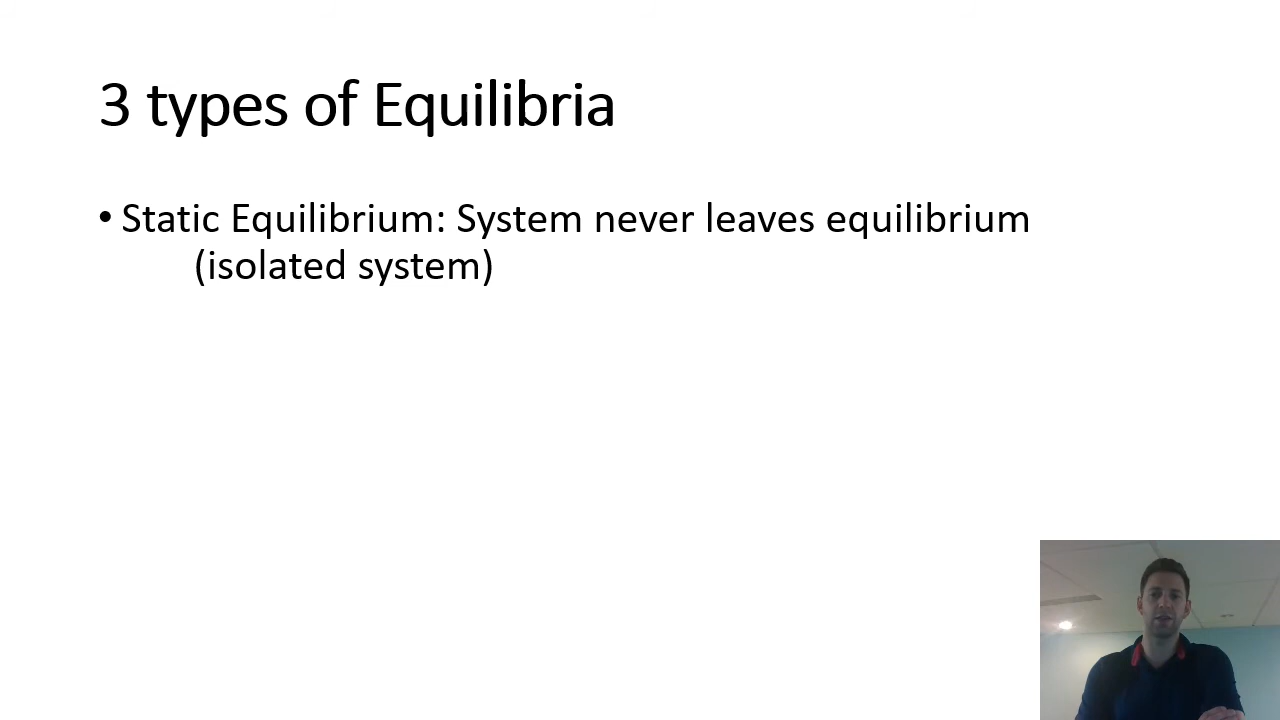 3 types of Equilibria
• Static Equilibrium: System never leaves equilibrium
(isolated system)